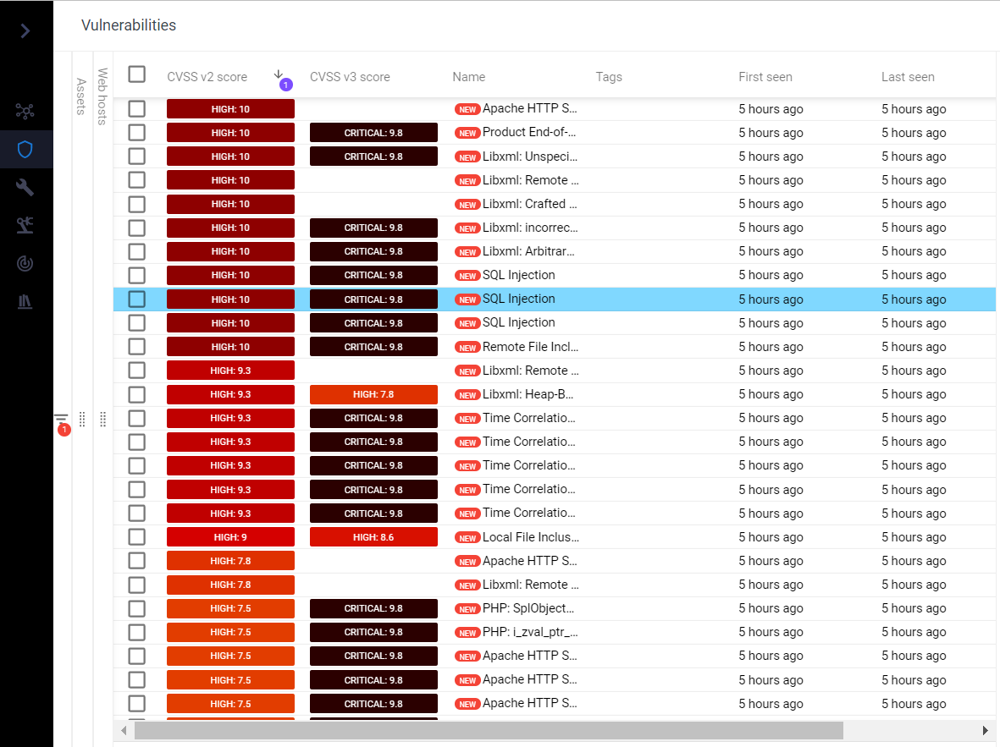 Vulnerabilities
Assets
Web hosts
CVSS v2 score 1 CVSS v3 score Name Tags First seen Last seen
HIGH: 10 NEW Apache HTTP S... 5 hours ago 5 hours ago
HIGH: 10 CRITICAL: 9.8 NEW Product End-of-... 5 hours ago 5 hours ago
HIGH: 10 CRITICAL: 9.8 NEW Libxml: Unspeci... 5 hours ago 5 hours ago
HIGH: 10 NEW Libxml: Remote ... 5 hours ago 5 hours ago
HIGH: 10 NEW Libxml: Crafted ... 5 hours ago 5 hours ago
HIGH: 10 CRITICAL: 9.8 NEW Libxml: incorrec... 5 hours ago 5 hours ago
HIGH: 10 CRITICAL: 9.8 NEW Libxml: Arbitrar... 5 hours ago 5 hours ago
HIGH: 10 CRITICAL: 9.8 NEW SQL Injection 5 hours ago 5 hours ago
HIGH: 10 CRITICAL: 9.8 NEW SQL Injection 5 hours ago 5 hours ago
HIGH: 10 CRITICAL: 9.8 NEW SQL Injection 5 hours ago 5 hours ago
HIGH: 10 CRITICAL: 9.8 NEW Remote File Incl... 5 hours ago 5 hours ago
HIGH: 9.3 NEW Libxml: Remote ... 5 hours ago 5 hours ago
HIGH: 9.3 HIGH: 7.8 NEW Libxml: Heap-B... 5 hours ago 5 hours ago
HIGH: 9.3 CRITICAL: 9.8 NEW Time Correlatio... 5 hours ago 5 hours ago
1
HIGH: 9.3 CRITICAL: 9.8 NEW Time Correlatio... 5 hours ago 5 hours ago
HIGH: 9.3 CRITICAL: 9.8 NEW Time Correlatio... 5 hours ago 5 hours ago
HIGH: 9.3 CRITICAL: 9.8 NEW Time Correlatio... 5 hours ago 5 hours ago
HIGH: 9.3 CRITICAL: 9.8 NEW Time Correlatio... 5 hours ago 5 hours ago
HIGH: 9 HIGH: 8.6 NEW Local File Inclus... 5 hours ago 5 hours ago
HIGH: 7.8 NEW Apache HTTP S... 5 hours ago 5 hours ago
HIGH: 7.8 NEW Libxml: Remote ... 5 hours ago 5 hours ago
HIGH: 7.5 CRITICAL: 9.8 NEW PHP: SplObject... 5 hours ago 5 hours ago
HIGH: 7.5 CRITICAL: 9.8 NEW PHP: i_zval_ptr_... 5 hours ago 5 hours ago
HIGH: 7.5 CRITICAL: 9.8 NEW Apache HTTP S... 5 hours ago 5 hours ago
HIGH: 7.5 CRITICAL: 9.8 NEW Apache HTTP S... 5 hours ago 5 hours ago
HIGH: 7.5 CRITICAL: 9.8 NEW Apache HTTP S... 5 hours ago 5 hours ago